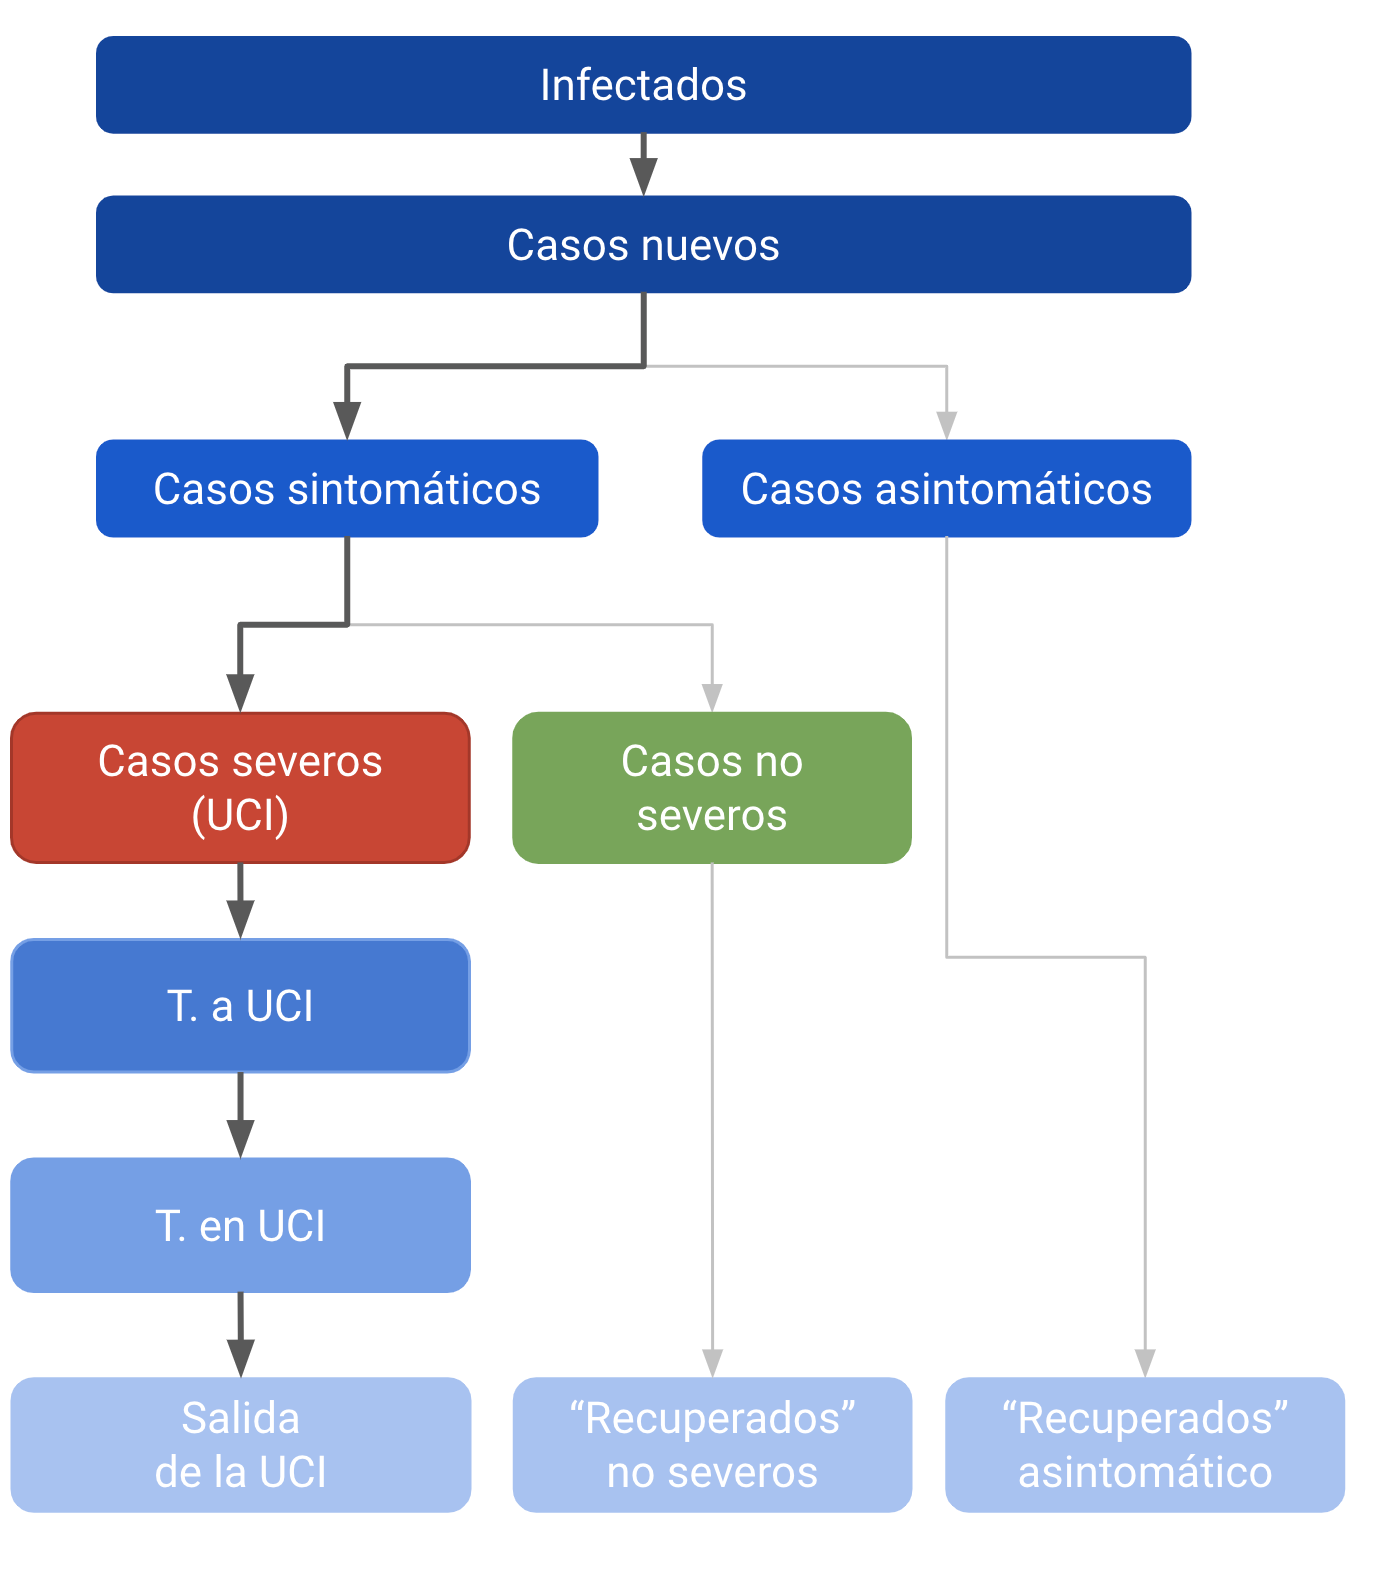 Infectados
Casos nuevos
Casos sintomáticos
Casos asintomáticos
Casos severos
(UCI)
Casos no
severos
T. a UCI
T. en UCI
Salida
de la UCI
“Recuperados”
no severos
“Recuperados”
asintomático